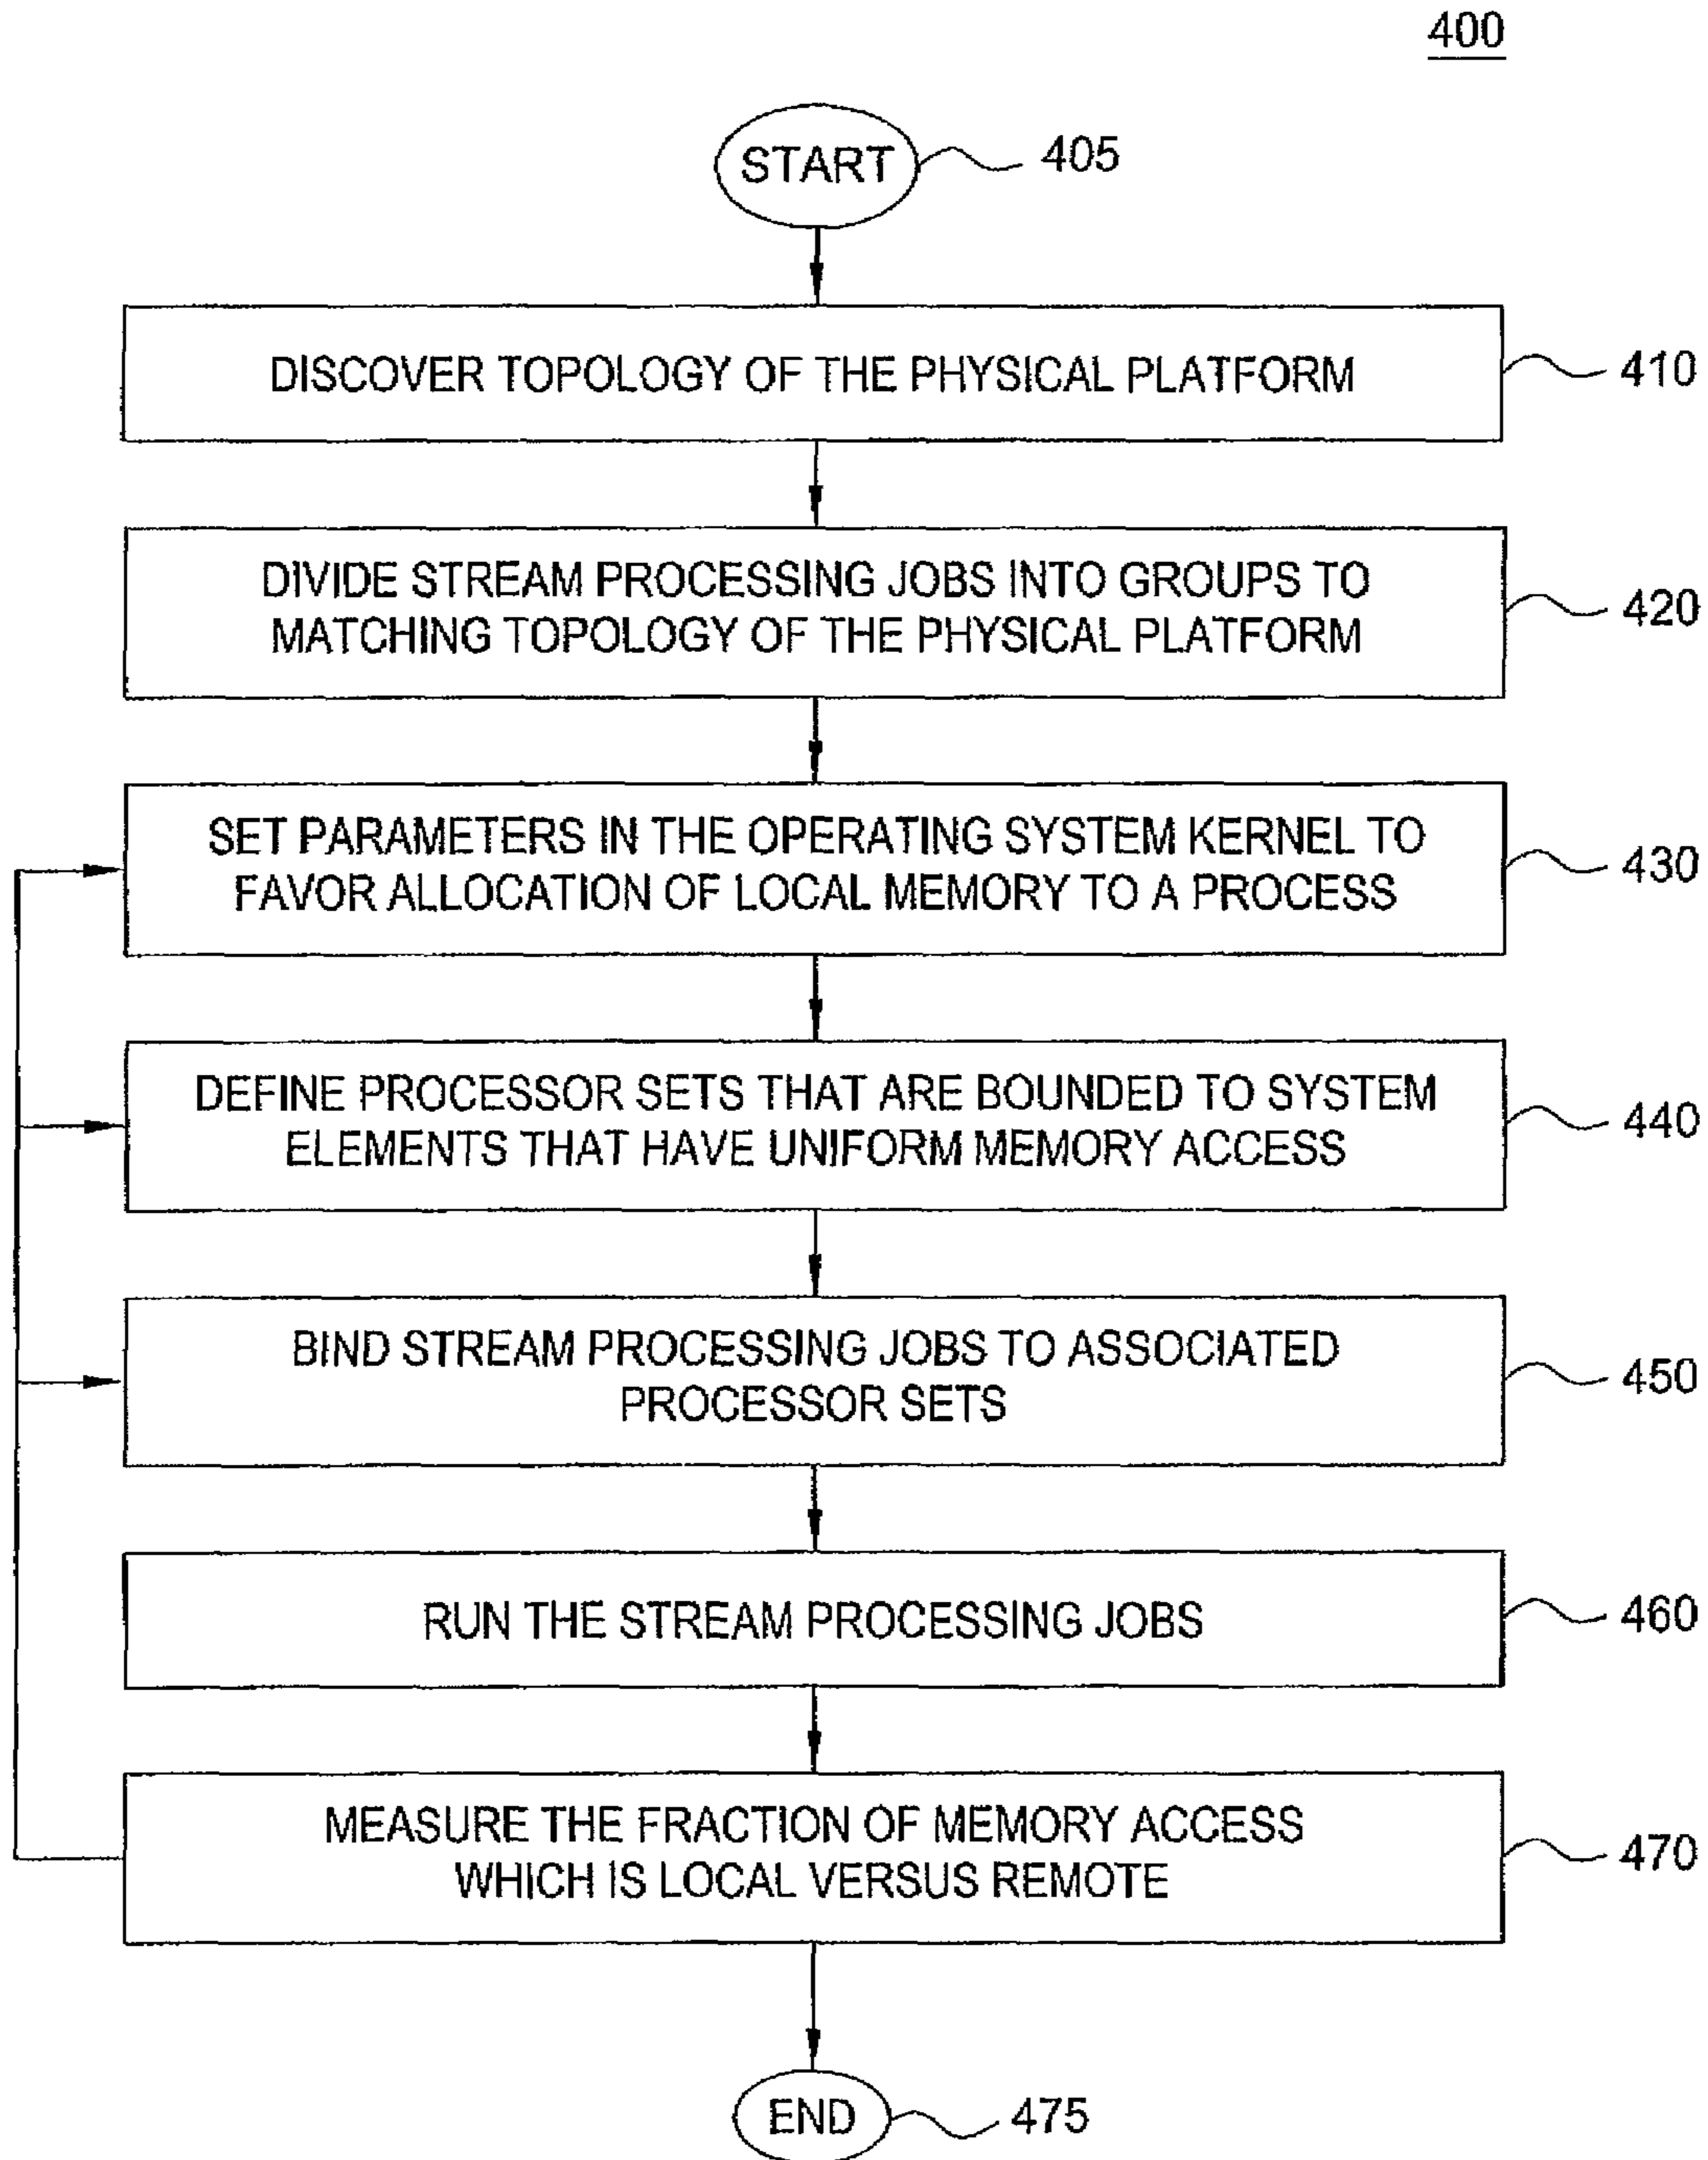 400
START
405
DISCOVER TOPOLOGY OF THE PHYSICAL PLATFORM
410
DIVIDE STREAM PROCESSING JOBS INTO GROUPS TO
MATCHING TOPOLOGY OF THE PHYSICAL PLATFORM
420
SET PARAMETERS IN THE OPERATING SYSTEM KERNEL TO
FAVOR ALLOCATION OF LOCAL MEMORY TO A PROCESS
430
DEFINE PROCESSOR SETS THAT ARE BOUNDED TO SYSTEM
ELEMENTS THAT HAVE UNIFORM MEMORY ACCESS
440
BIND STREAM PROCESSING JOBS TO ASSOCIATED
PROCESSOR SETS
450
RUN THE STREAM PROCESSING JOBS
460
MEASURE THE FRACTION OF MEMORY ACCESS
WHICH IS LOCAL VERSUS REMOTE
470
END
475